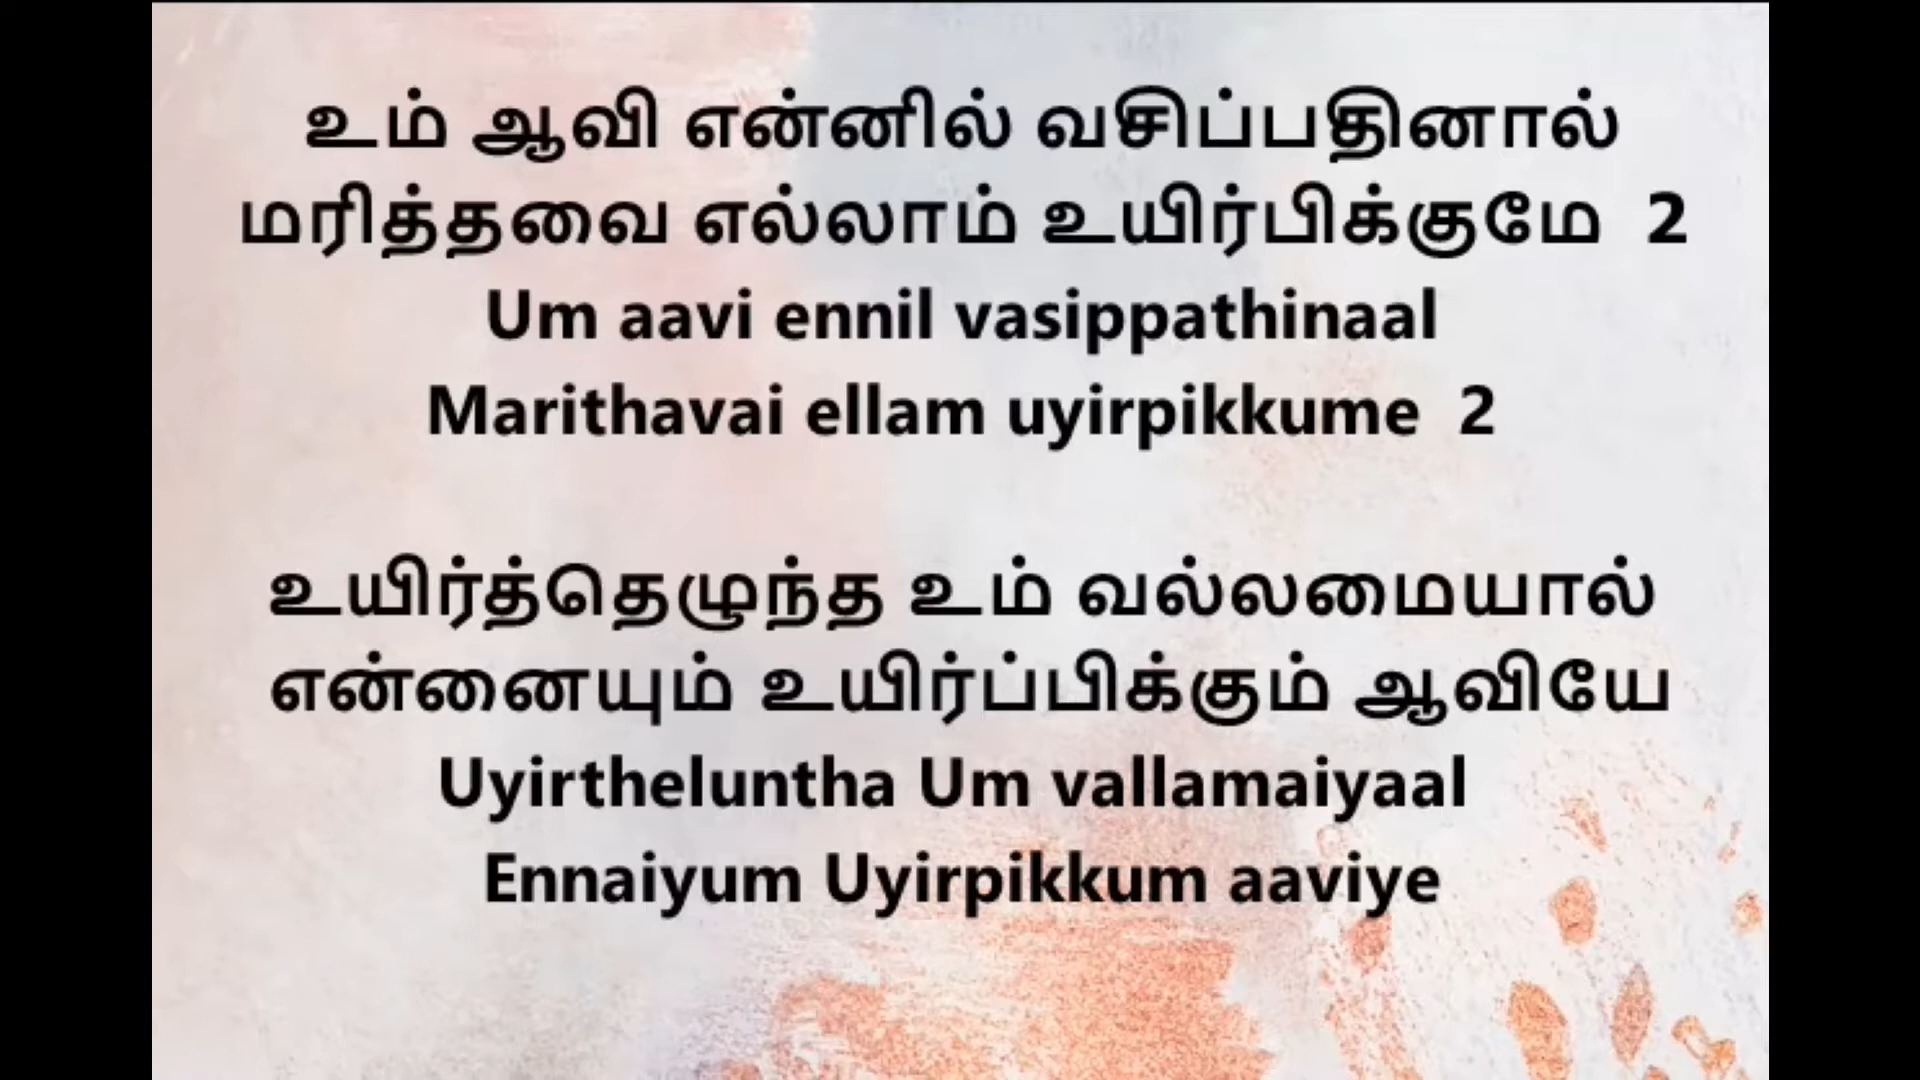 உம் ஆவி என்னில் வசிப்பதினால்
மரித்தவை எல்லாம் உயிர்பிக்குமே 2
Um aavi ennil vasippathinaal
Marithavai ellam uyirpikkume 2
உயிர்த்தெழுந்த உம் வல்லமையால்
என்னையும் உயிர்ப்பிக்கும் ஆவியே
Uyirtheluntha Um vallamaiyaal
Ennaiyum Uyirpikkum aaviye